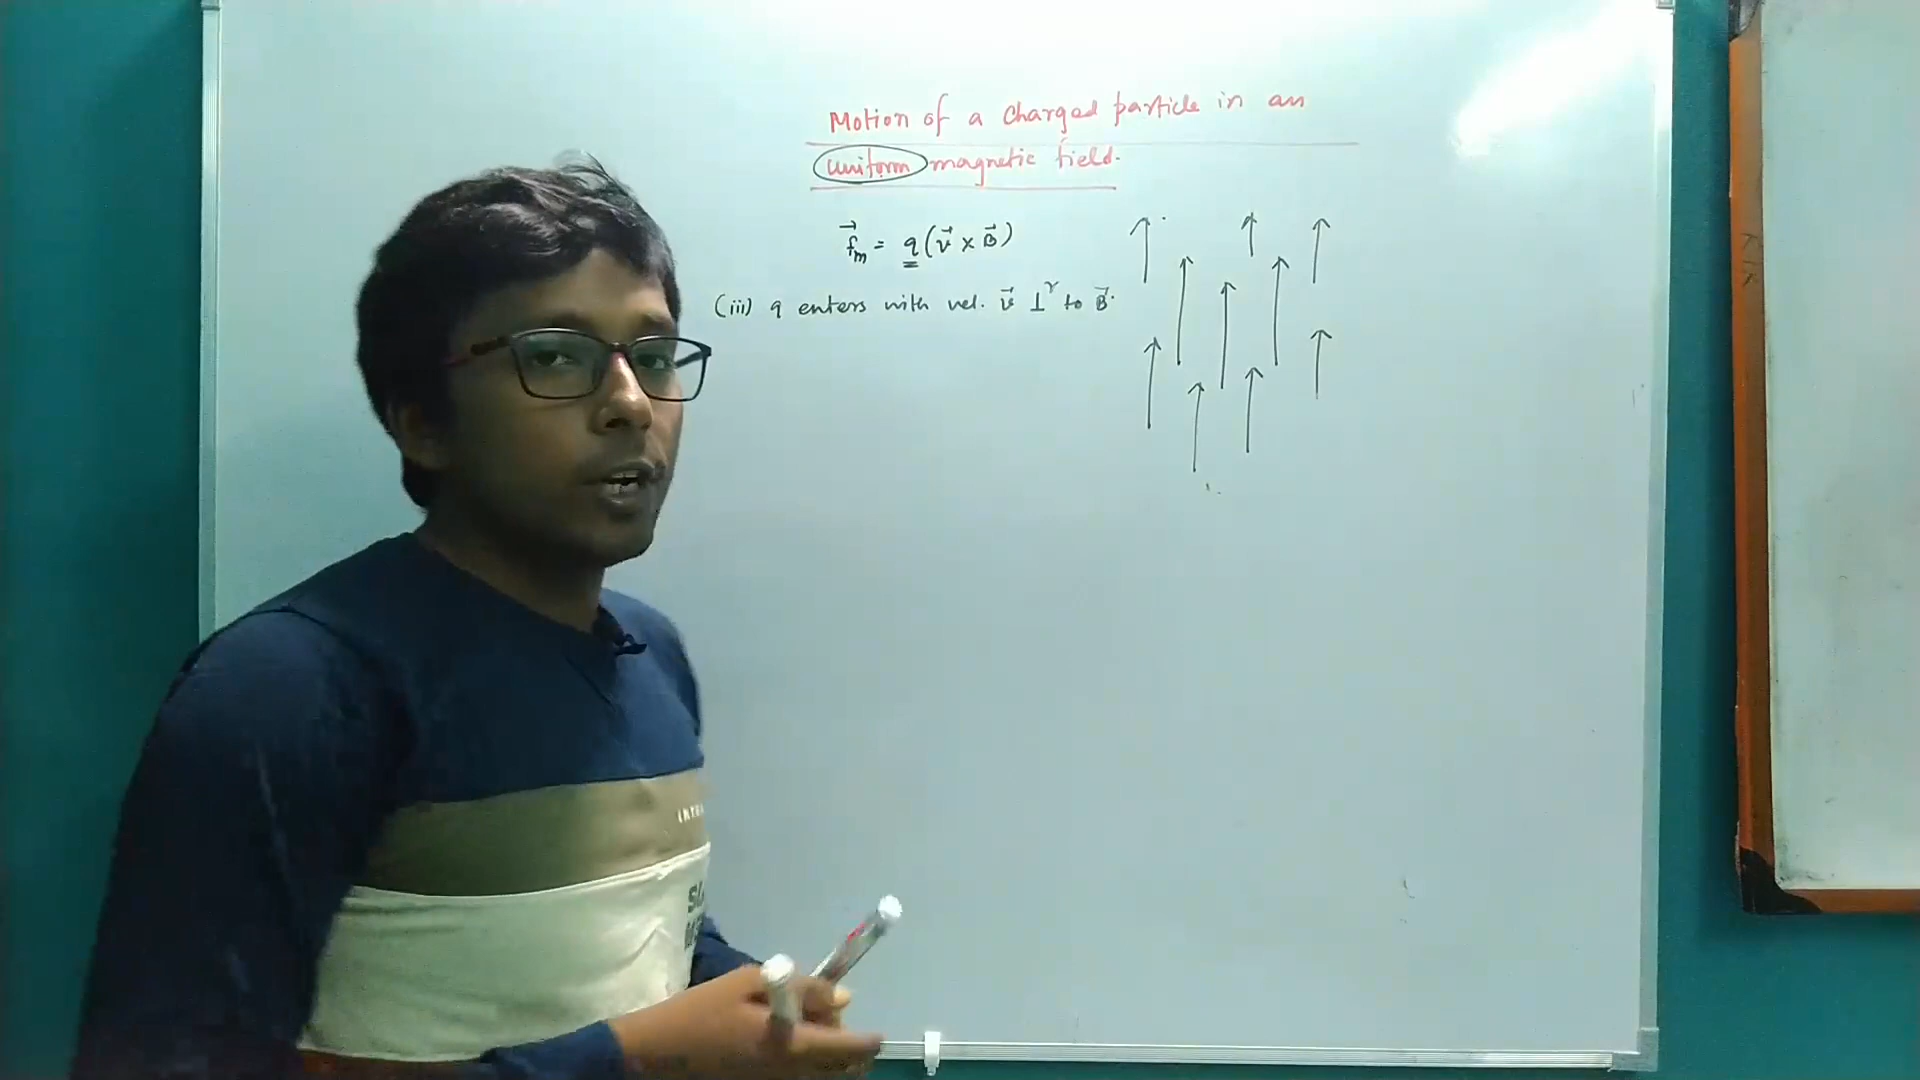 Motion of a charged particle in an
uniform magnetic field.
f⃗m = q(v⃗ × B⃗)
(iii) q enters with vel. v⃗ ⊥ʳ to B⃗.